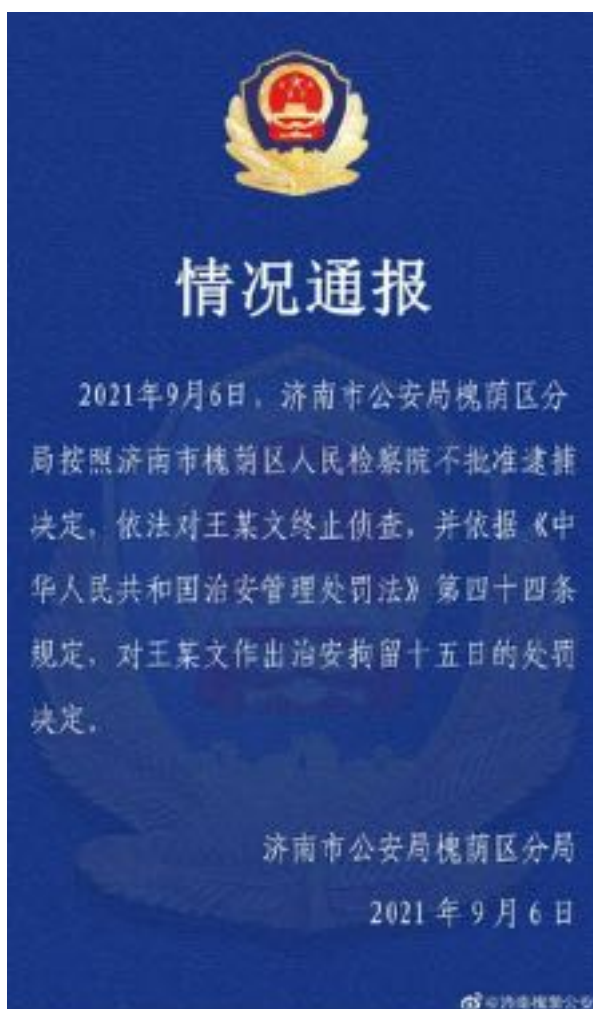 情况通报
2021年9月6日，济南市公安局槐荫区分
局按照济南市槐荫区人民检察院不批准逮捕
决定，依法对王某文终止侦查，并依据《中
华人民共和国治安管理处罚法》第四十四条
规定，对王某文作出治安拘留十五日的处罚
决定。
济南市公安局槐荫区分局
2021年9月6日
@济南槐荫公安